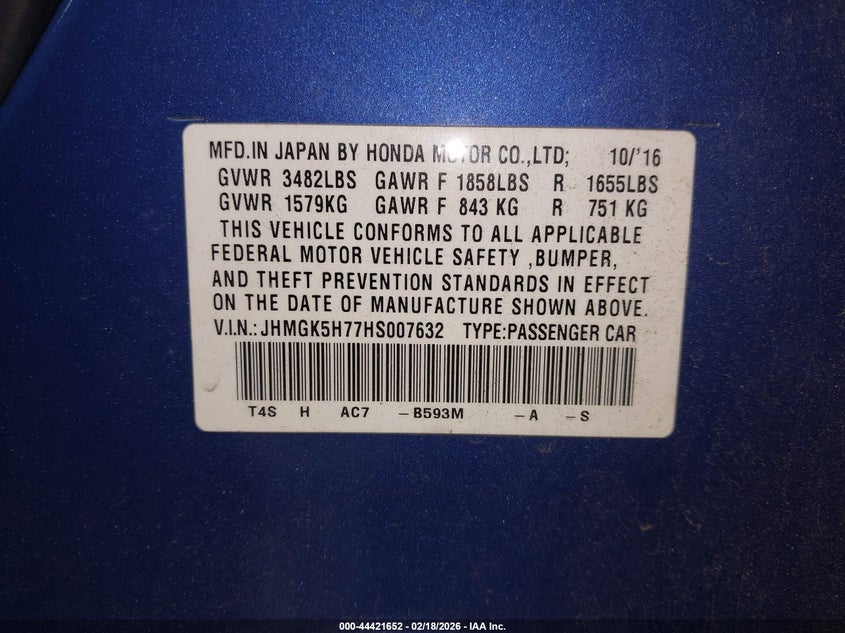 MFD.IN JAPAN BY HONDA MOTOR CO.,LTD; 10/'16
GVWR 3482LBS GAWR F 1858LBS R 1655LBS
GVWR 1579KG GAWR F 843 KG R 751 KG
THIS VEHICLE CONFORMS TO ALL APPLICABLE
FEDERAL MOTOR VEHICLE SAFETY ,BUMPER,
AND THEFT PREVENTION STANDARDS IN EFFECT
ON THE DATE OF MANUFACTURE SHOWN ABOVE.
V.I.N.: JHMGK5H77HS007632 TYPE:PASSENGER CAR
T4S H AC7 –B593M –A –S
000-44421652 - 02/18/2026 - IAA Inc.